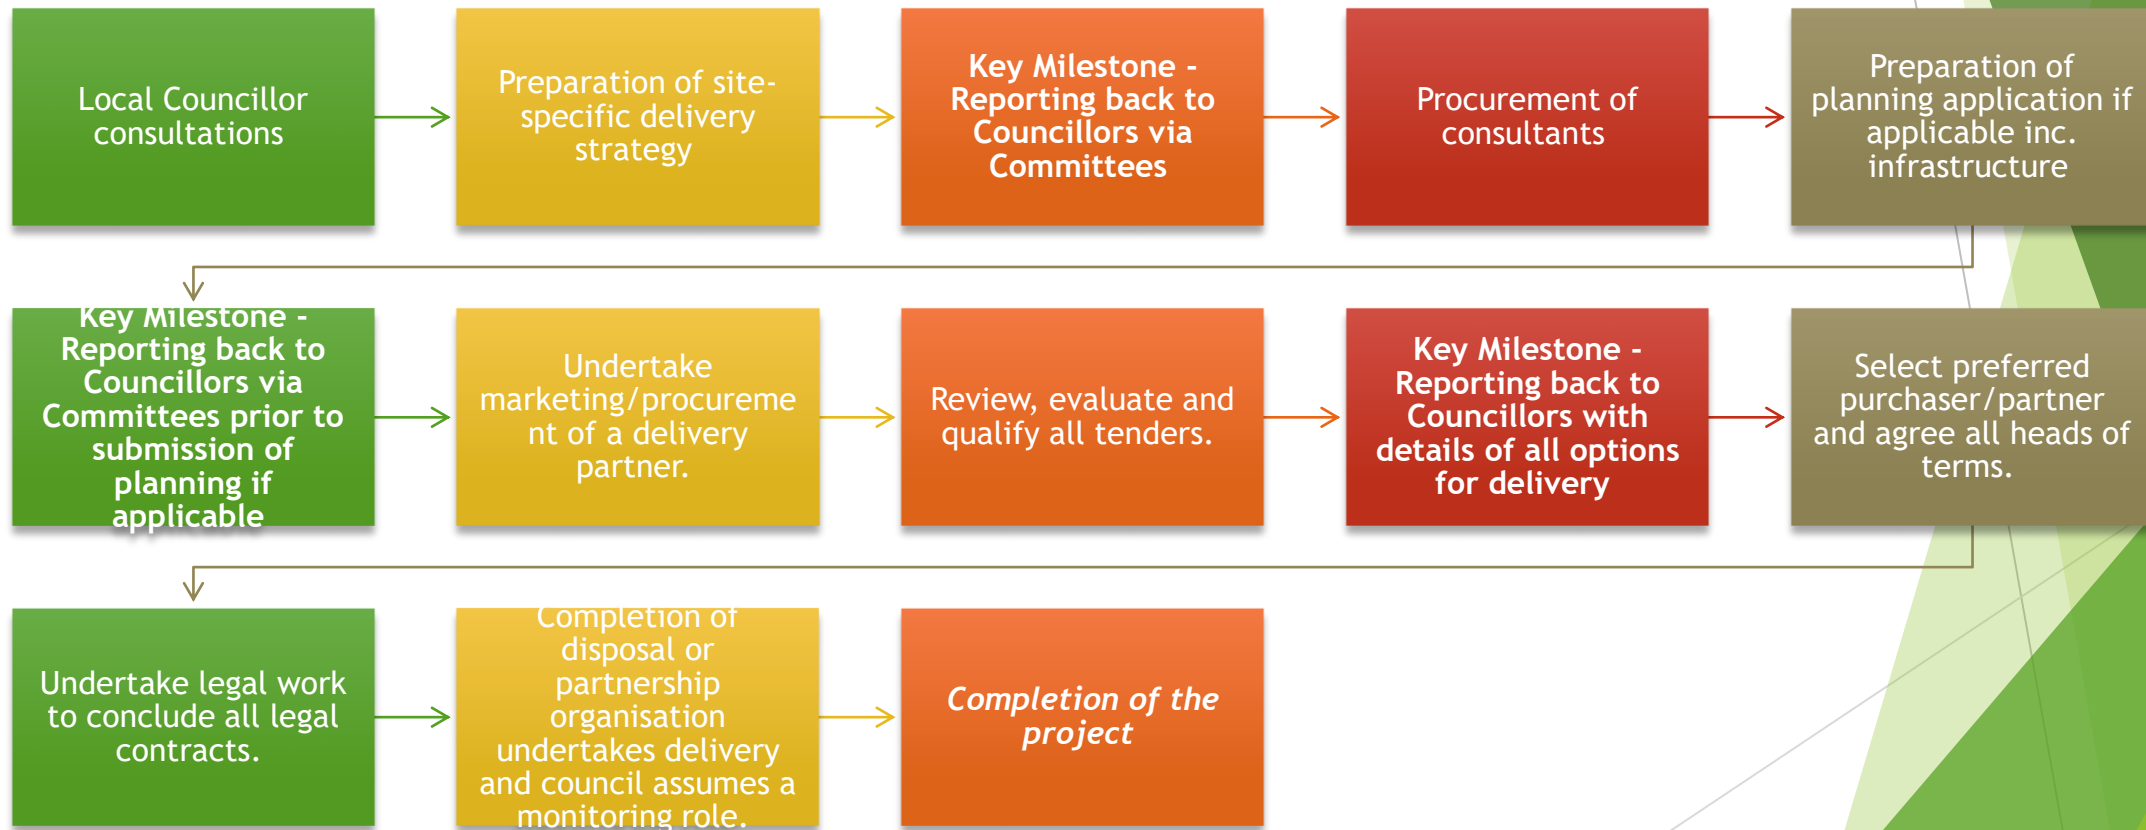 Local Councillor
consultations
Preparation of site-
specific delivery
strategy
Key Milestone -
Reporting back to
Councillors via
Committees
Procurement of
consultants
Preparation of
planning application if
applicable inc.
infrastructure
Key Milestone -
Reporting back to
Councillors via
Committees prior to
submission of
planning if
applicable
Undertake
marketing/procureme
nt of a delivery
partner.
Review, evaluate and
qualify all tenders.
Key Milestone -
Reporting back to
Councillors with
details of all options
for delivery
Select preferred
purchaser/partner
and agree all heads of
terms.
Undertake legal work
to conclude all legal
contracts.
Completion of
disposal or
partnership
organisation
undertakes delivery
and council assumes a
monitoring role.
Completion of the
project